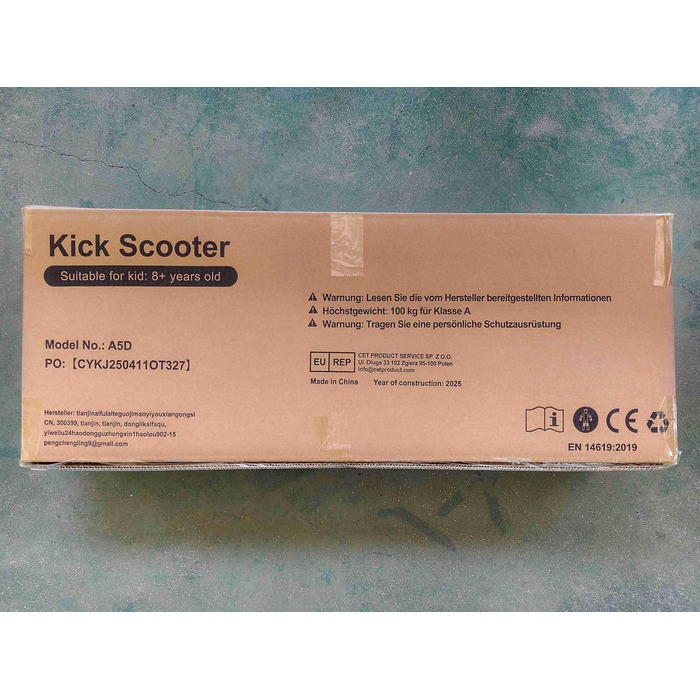 Kick Scooter
Suitable for kid: 8+ years old
Model No.: A5D
PO:【CYKJ250411OT327】
Hersteller: tianjinaifulaiteguojimaoyiyouxiangongsi
CN, 300399, tianjin, tianjin, donglikaifaqu,
yiweilu24haodongguzhongxin1haolou902-15
pengchengling9@gmail.com
Warnung: Lesen Sie die vom Hersteller bereitgestellten Informationen
Höchstgewicht: 100 kg für Klasse A
Warnung: Tragen Sie eine persönliche Schutzausrüstung
EU REP
CET PRODUCT SERVICE SP. Z O.O.
Ul. Dluga 33 102 Zgierz 95-100 Polen
info@cetproduct.com
Made in China Year of construction: 2025
i
CE
EN 14619:2019